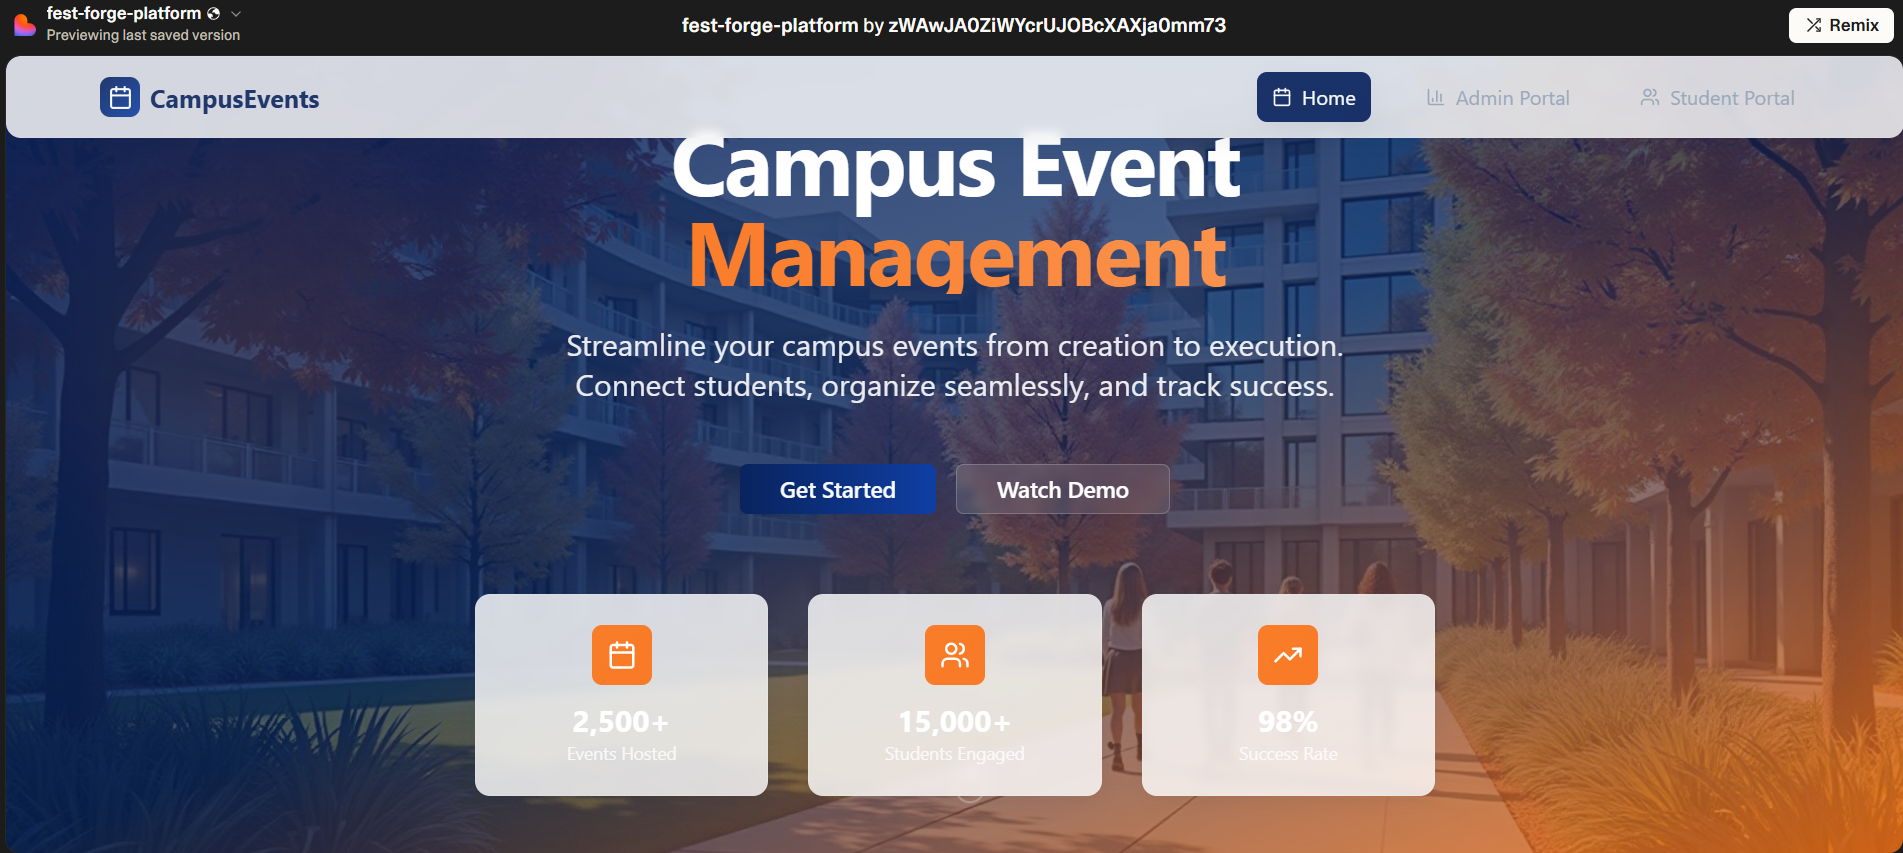 fest-forge-platform
Previewing last saved version
fest-forge-platform by zWAwJA0ZiWYcrUJOBcXAXja0mm73
Remix
CampusEvents
Home
Admin Portal
Student Portal
Campus Event
Management
Streamline your campus events from creation to execution.
Connect students, organize seamlessly, and track success.
Get Started
Watch Demo
2,500+
Events Hosted
15,000+
Students Engaged
98%
Success Rate